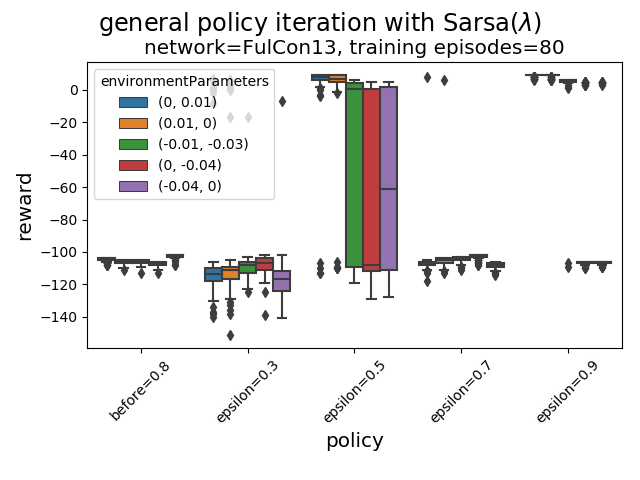 general policy iteration with Sarsa(λ)
network=FulCon13, training episodes=80
environmentParameters
(0, 0.01)
(0.01, 0)
(-0.01, -0.03)
(0, -0.04)
(-0.04, 0)
reward
0
−20
−40
−60
−80
−100
−120
−140
before=0.8
epsilon=0.3
epsilon=0.5
epsilon=0.7
epsilon=0.9
policy